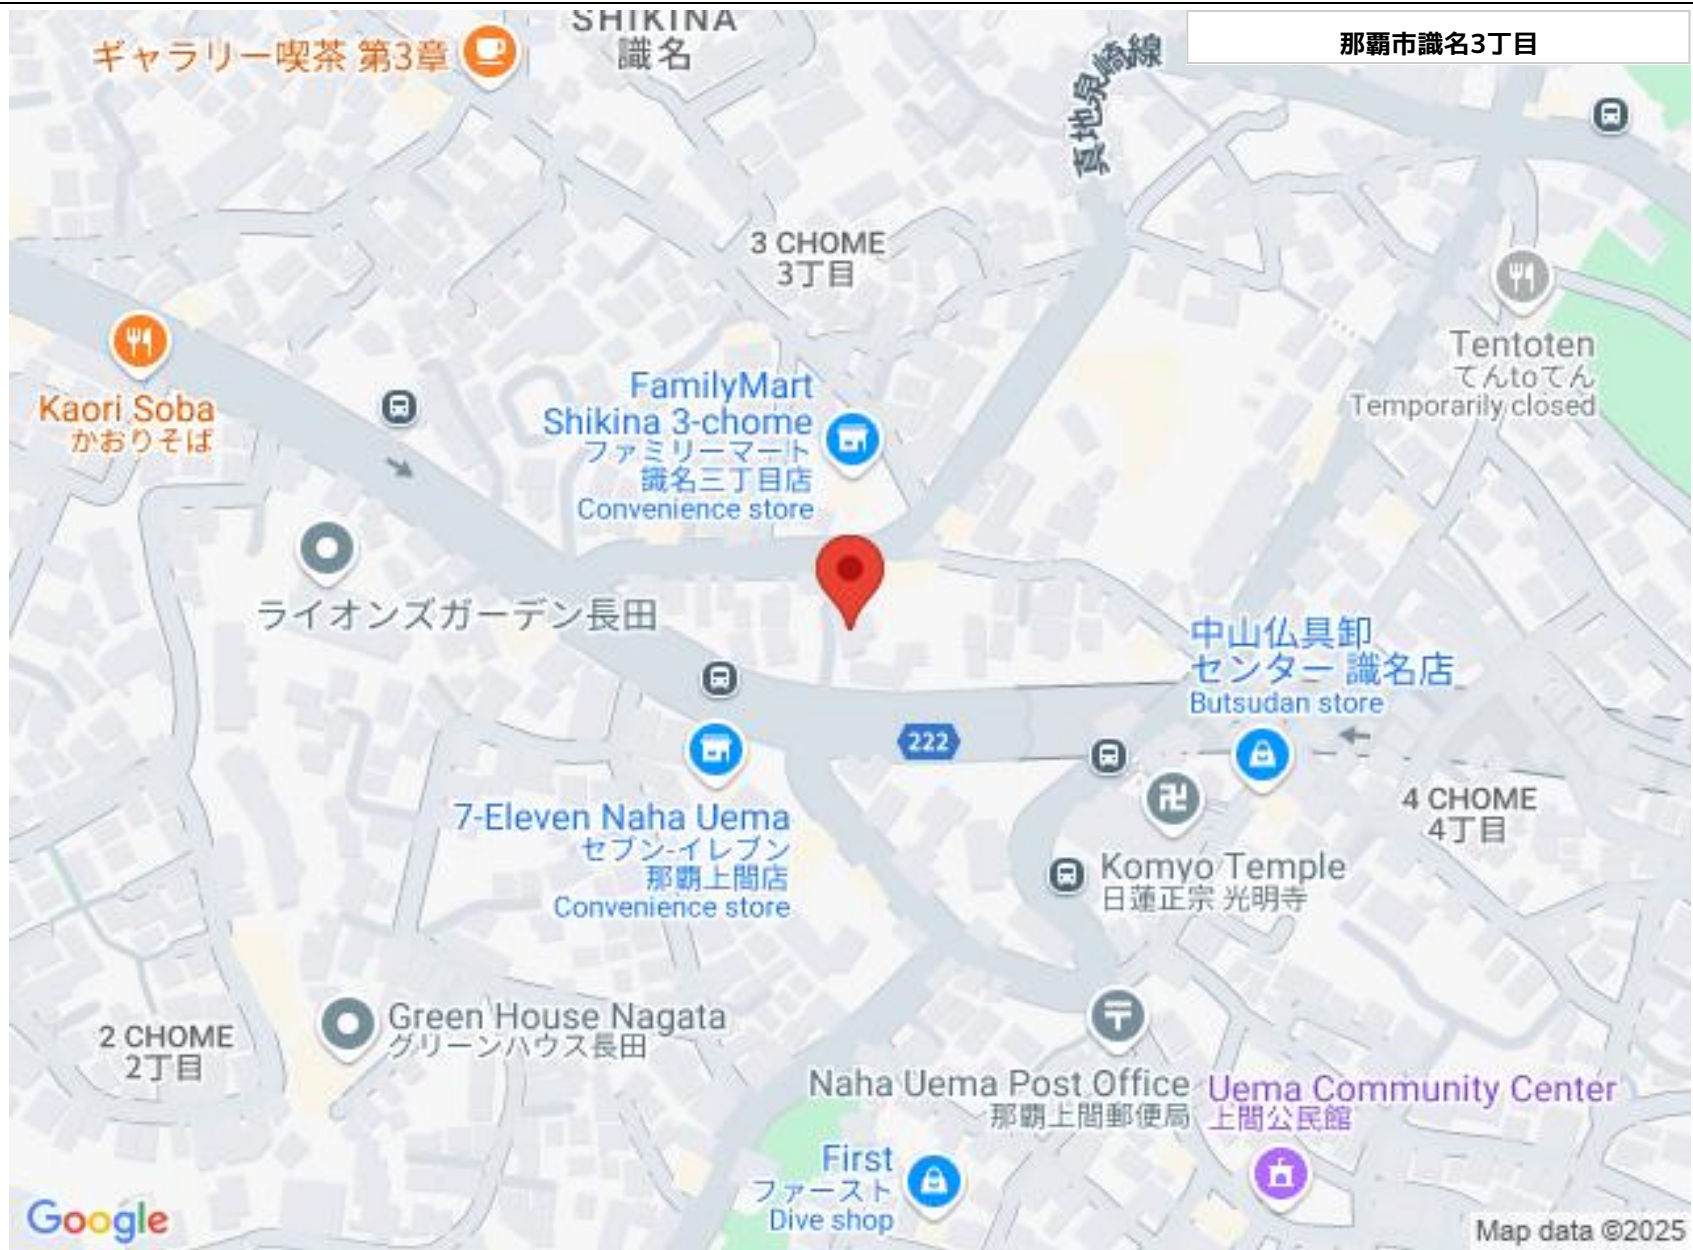 SHIKINA
識名
ギャラリー喫茶 第3章
真地久茂地線
那覇市識名3丁目
3 CHOME
3丁目
Tentoten
てんtoてん
Temporarily closed
Kaori Soba
かおりそば
FamilyMart
Shikina 3-chome
ファミリーマート
識名三丁目店
Convenience store
ライオンズガーデン長田
中山仏具卸
センター 識名店
Butsudan store
222
7-Eleven Naha Uema
セブン-イレブン
那覇上間店
Convenience store
4 CHOME
4丁目
Komyo Temple
日蓮正宗 光明寺
2 CHOME
2丁目
Green House Nagata
グリーンハウス長田
Naha Uema Post Office
那覇上間郵便局
Uema Community Center
上間公民館
First
ファースト
Dive shop
Google
Map data ©2025